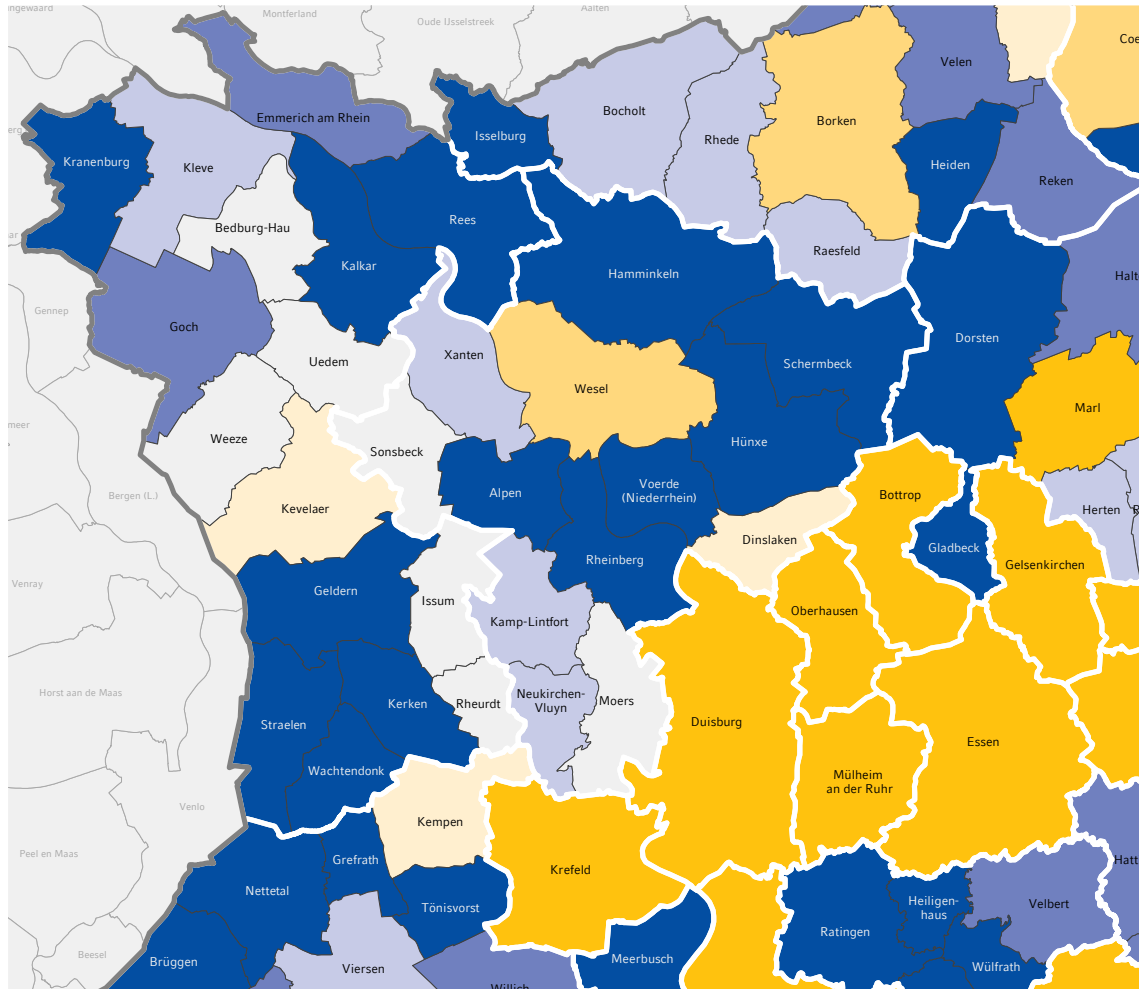 Montferland
Oude IJsselstreek
Aalten
Coe
Velen
Bocholt
Emmerich am Rhein
Borken
Isselburg
Rhede
Kranenburg
Kleve
Heiden
Reken
Rees
Bedburg-Hau
Raesfeld
Kalkar
Hamminkeln
Halt
Gennep
Goch
Dorsten
Xanten
Uedem
Schermbeck
Wesel
Marl
meer
Weeze
Hünxe
Sonsbeck
Voerde
(Niederrhein)
Alpen
Bottrop
Bergen (L.)
Kevelaer
Herten
R
Dinslaken
Gladbeck
Rheinberg
Gelsenkirchen
Venray
Geldern
Issum
Oberhausen
Kamp-Lintfort
Horst aan de Maas
Neukirchen-
Vluyn
Moers
Kerken
Rheurdt
Duisburg
Straelen
Essen
Wachtendonk
Mülheim
an der Ruhr
Venlo
Kempen
Peel en Maas
Grefrath
Hatt
Krefeld
Nettetal
Heiligen-
haus
Velbert
Tönisvorst
Ratingen
Beesel
Brüggen
Viersen
Meerbusch
Wülfrath
Willich